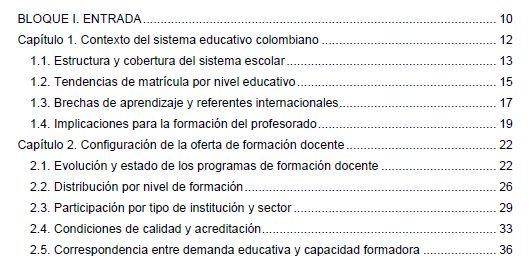 BLOQUE I. ENTRADA ........ 10
Capítulo 1. Contexto del sistema educativo colombiano ........ 12
1.1. Estructura y cobertura del sistema escolar ........ 13
1.2. Tendencias de matrícula por nivel educativo ........ 15
1.3. Brechas de aprendizaje y referentes internacionales ........ 17
1.4. Implicaciones para la formación del profesorado ........ 19
Capítulo 2. Configuración de la oferta de formación docente ........ 22
2.1. Evolución y estado de los programas de formación docente ........ 22
2.2. Distribución por nivel de formación ........ 26
2.3. Participación por tipo de institución y sector ........ 29
2.4. Condiciones de calidad y acreditación ........ 33
2.5. Correspondencia entre demanda educativa y capacidad formadora ........ 36